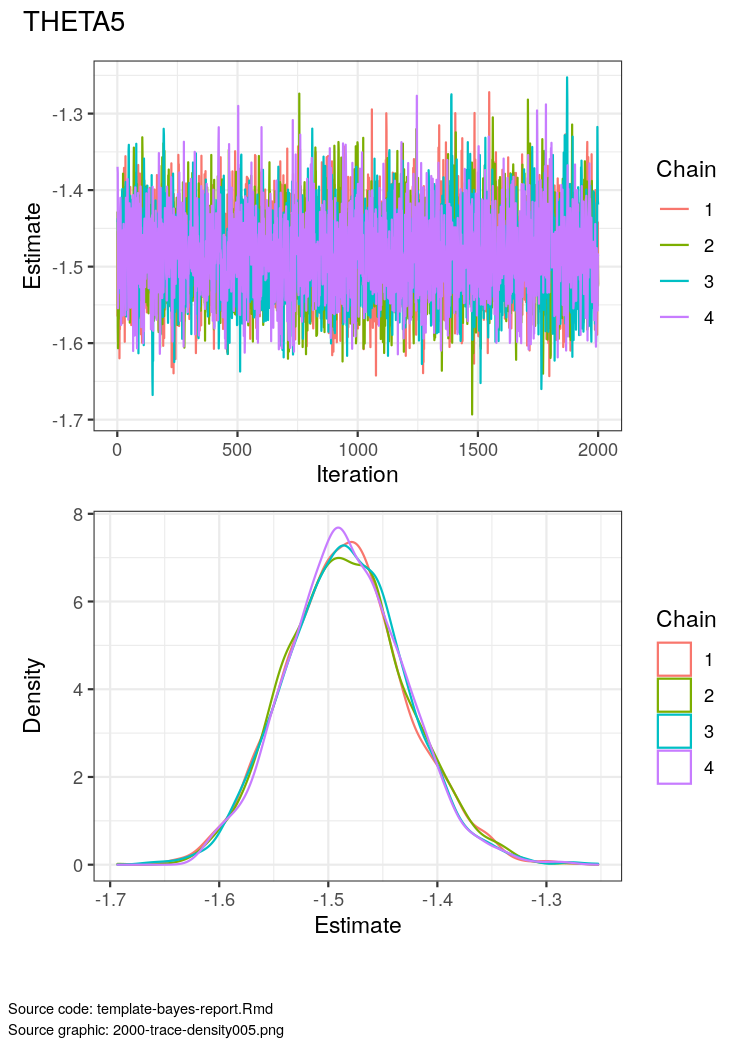 THETA5
-1.3
-1.4
-1.5
-1.6
-1.7
Estimate
0 500 1000 1500 2000
Iteration
Chain
1
2
3
4
8
6
4
2
0
Density
-1.7 -1.6 -1.5 -1.4 -1.3
Estimate
Chain
1
2
3
4
Source code: template-bayes-report.Rmd
Source graphic: 2000-trace-density005.png